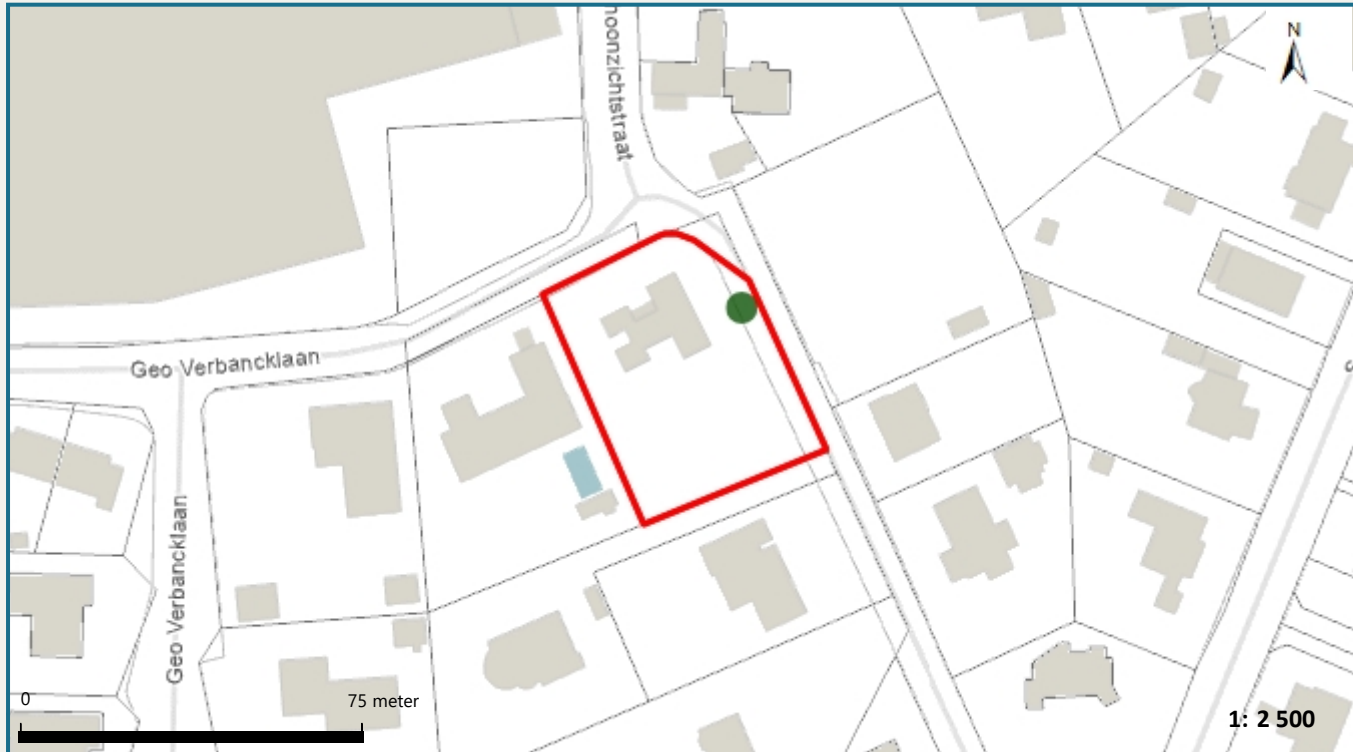 N
hoonzichtstraat
Geo Verbancklaan
Geo Verbancklaan
0
75 meter
1: 2 500